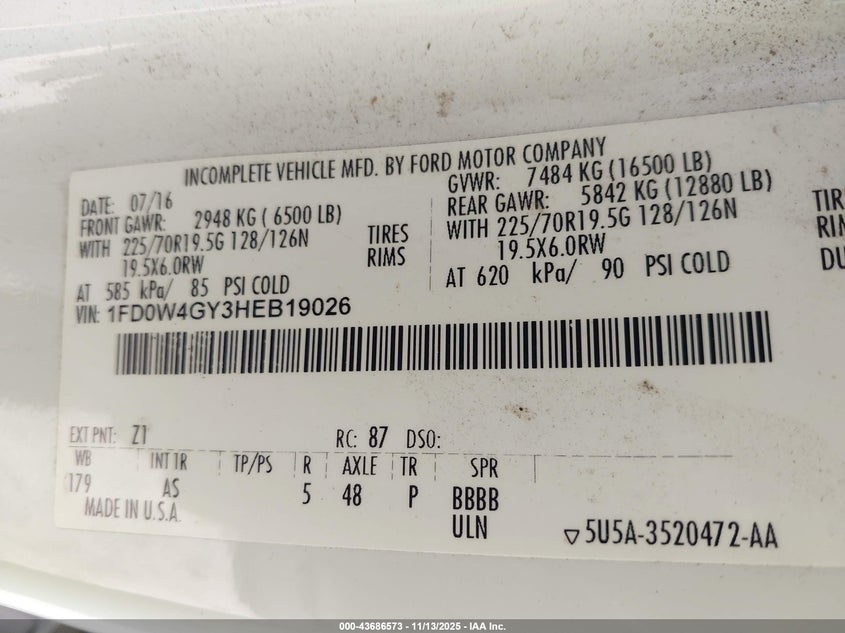 INCOMPLETE VEHICLE MFD. BY FORD MOTOR COMPANY
DATE: 07/16
FRONT GAWR: 2948 KG ( 6500 LB)
WITH 225/70R19.5G 128/126N TIRES
19.5X6.0RW RIMS
AT 585 kPa/ 85 PSI COLD
GVWR: 7484 KG (16500 LB)
REAR GAWR: 5842 KG (12880 LB)
WITH 225/70R19.5G 128/126N TIRE
19.5X6.0RW RIM
AT 620 kPa/ 90 PSI COLD DU
VIN: 1FD0W4GY3HEB19026
EXT PNT: Z1 RC: 87 DSO:
WB INT TR TP/PS R AXLE TR SPR
179 AS 5 48 P BBBB
MADE IN U.S.A. ULN
▽5U5A-3520472-AA
000-43686573 - 11/13/2025 - IAA Inc.